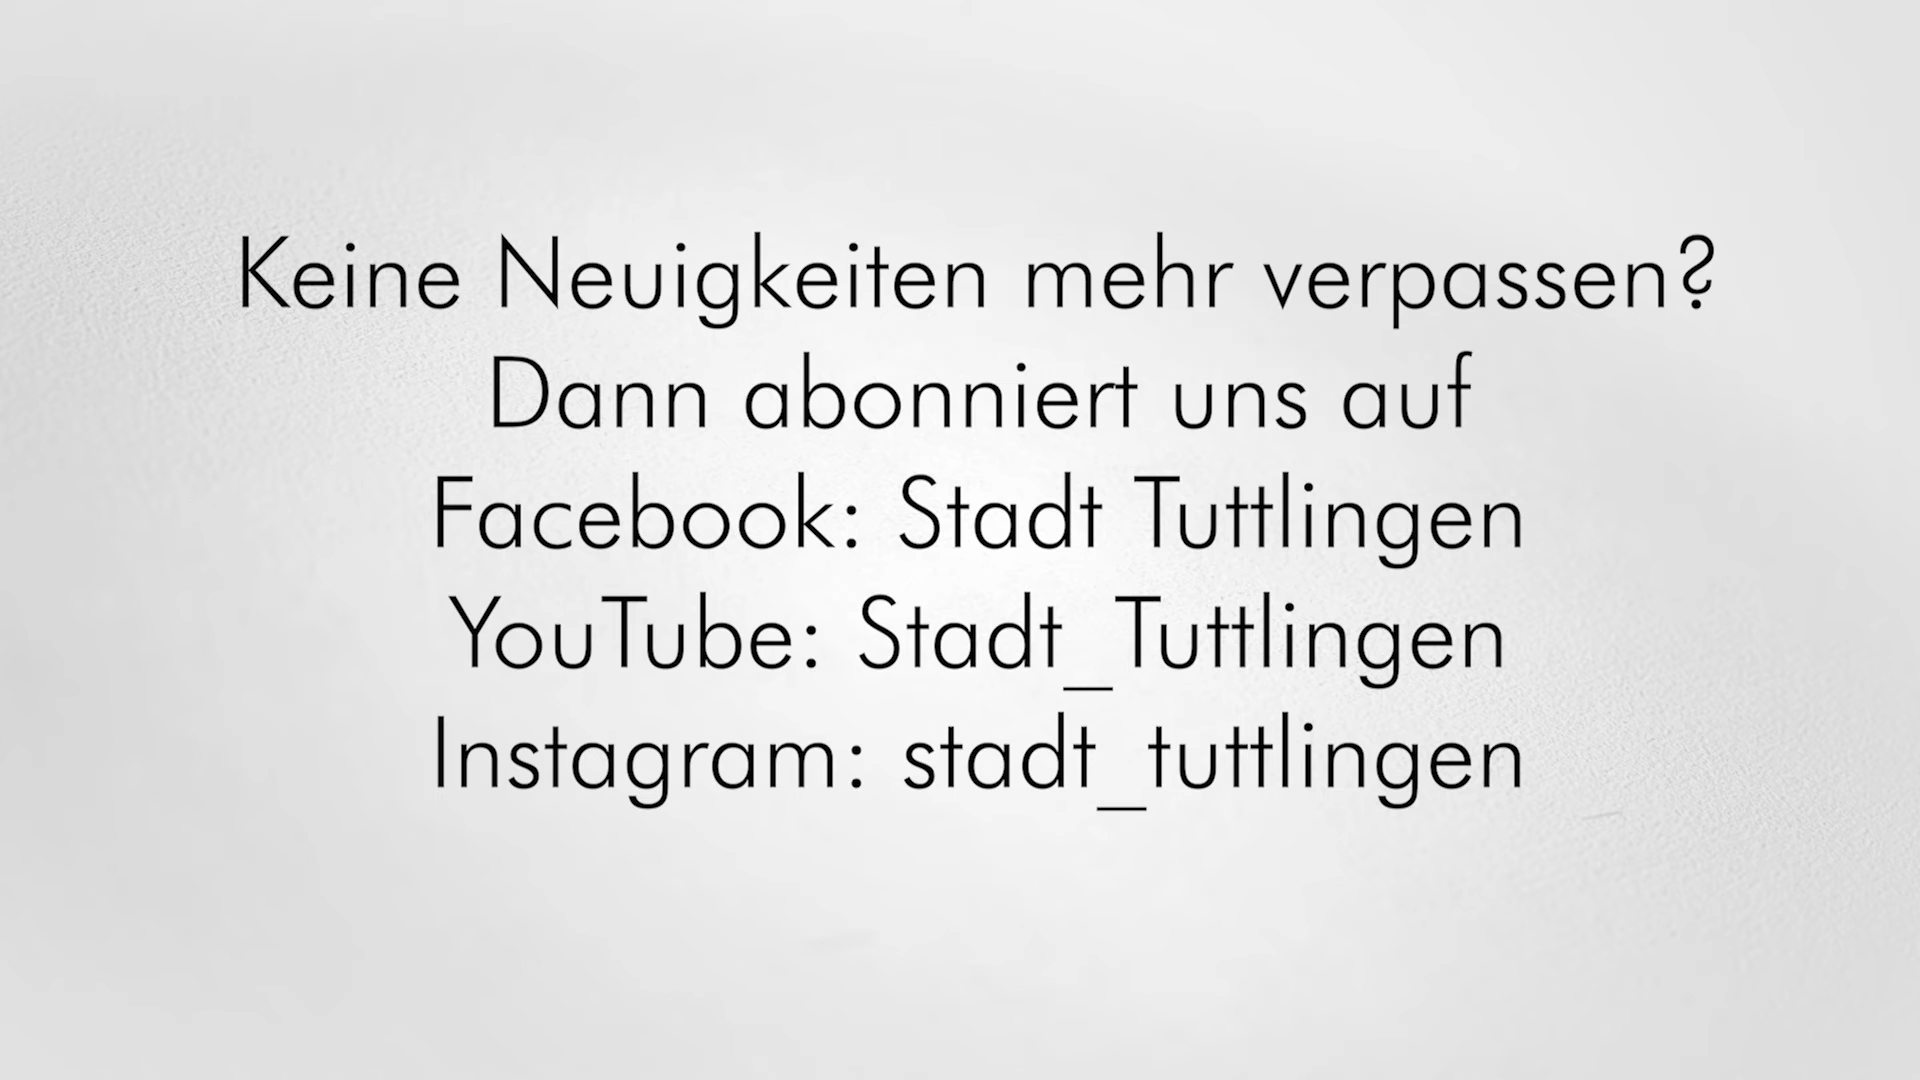 Keine Neuigkeiten mehr verpassen?
Dann abonniert uns auf
Facebook: Stadt Tuttlingen
YouTube: Stadt_Tuttlingen
Instagram: stadt_tuttlingen